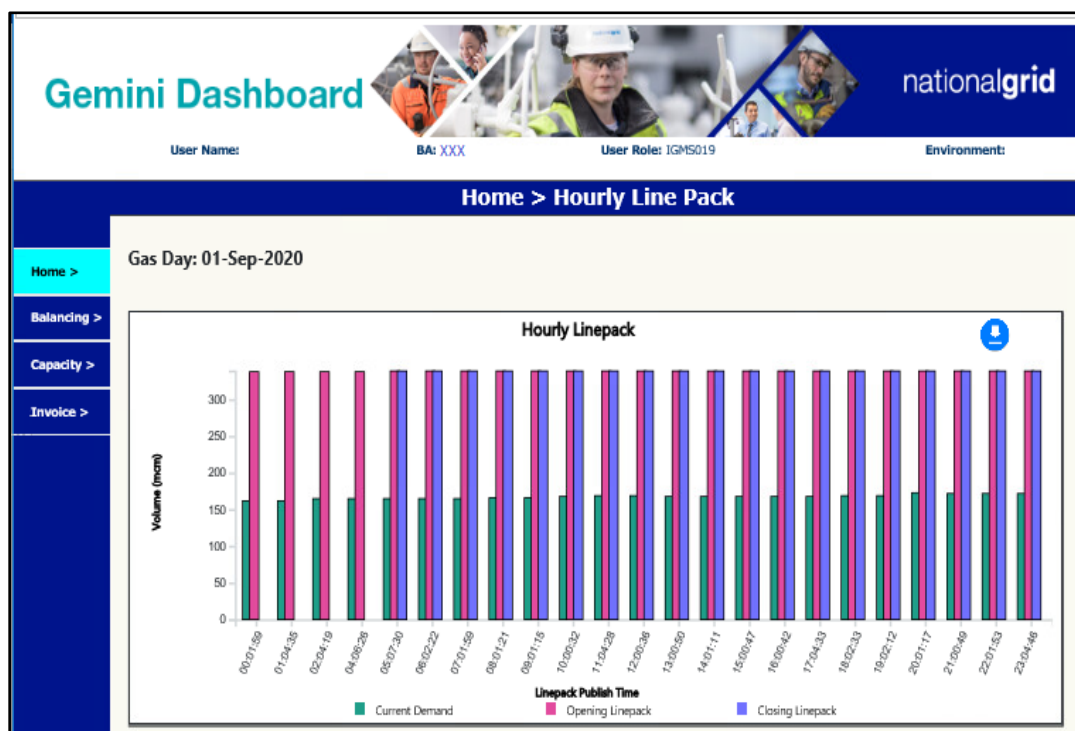 Gemini Dashboard
nationalgrid
User Name: BA: XXX User Role: IGMS019 Environment:
Home > Hourly Line Pack
Home >
Balancing >
Capacity >
Invoice >
Gas Day: 01-Sep-2020
Hourly Linepack
Volume (mcm)
300
250
200
150
100
50
0
00:01:59 01:04:35 02:04:19 04:06:26 05:07:30 06:02:22 07:01:59 08:01:21 09:01:15 10:00:32 11:04:28 12:00:36 13:00:50 14:01:11 15:00:47 16:00:42 17:04:33 18:02:33 19:02:12 20:01:17 21:00:49 22:01:53 23:04:46
Linepack Publish Time
Current Demand Opening Linepack Closing Linepack